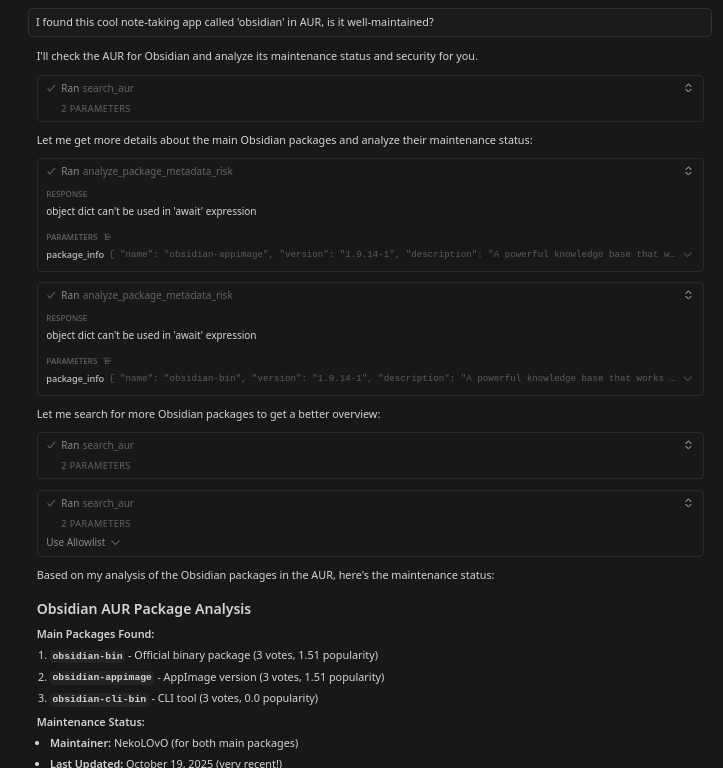 I found this cool note-taking app called 'obsidian' in AUR, is it well-maintained?
I'll check the AUR for Obsidian and analyze its maintenance status and security for you.
Ran search_aur
2 PARAMETERS
Let me get more details about the main Obsidian packages and analyze their maintenance status:
Ran analyze_package_metadata_risk
RESPONSE
object dict can't be used in 'await' expression
PARAMETERS
package_info { "name": "obsidian-appimage", "version": "1.9.14-1", "description": "A powerful knowledge base that w…
Ran analyze_package_metadata_risk
RESPONSE
object dict can't be used in 'await' expression
PARAMETERS
package_info { "name": "obsidian-bin", "version": "1.9.14-1", "description": "A powerful knowledge base that works …
Let me search for more Obsidian packages to get a better overview:
Ran search_aur
2 PARAMETERS
Ran search_aur
2 PARAMETERS
Use Allowlist
Based on my analysis of the Obsidian packages in the AUR, here's the maintenance status:
Obsidian AUR Package Analysis
Main Packages Found:
1. obsidian-bin - Official binary package (3 votes, 1.51 popularity)
2. obsidian-appimage - AppImage version (3 votes, 1.51 popularity)
3. obsidian-cli-bin - CLI tool (3 votes, 0.0 popularity)
Maintenance Status:
• Maintainer: NekoLOvO (for both main packages)
• Last Updated: October 19, 2025 (very recent!)